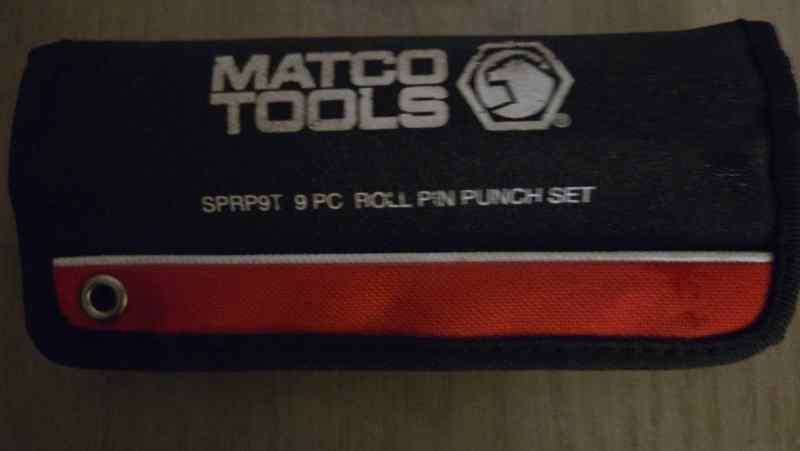 MATCO
TOOLS
®
SPRP9T 9 PC ROLL PIN PUNCH SET